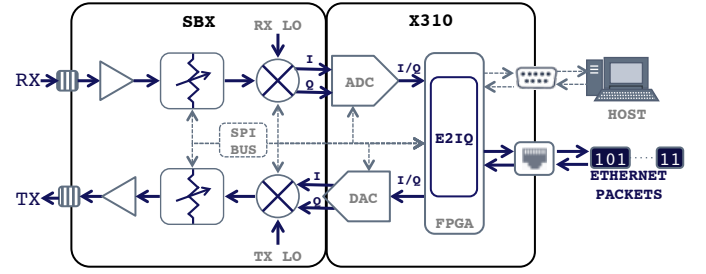 SBX
X310
RX LO
RX
I
Q
ADC
I/Q
HOST
SPI
BUS
E2IQ
101
11
ETHERNET
PACKETS
TX
I
Q
DAC
I/Q
FPGA
TX LO